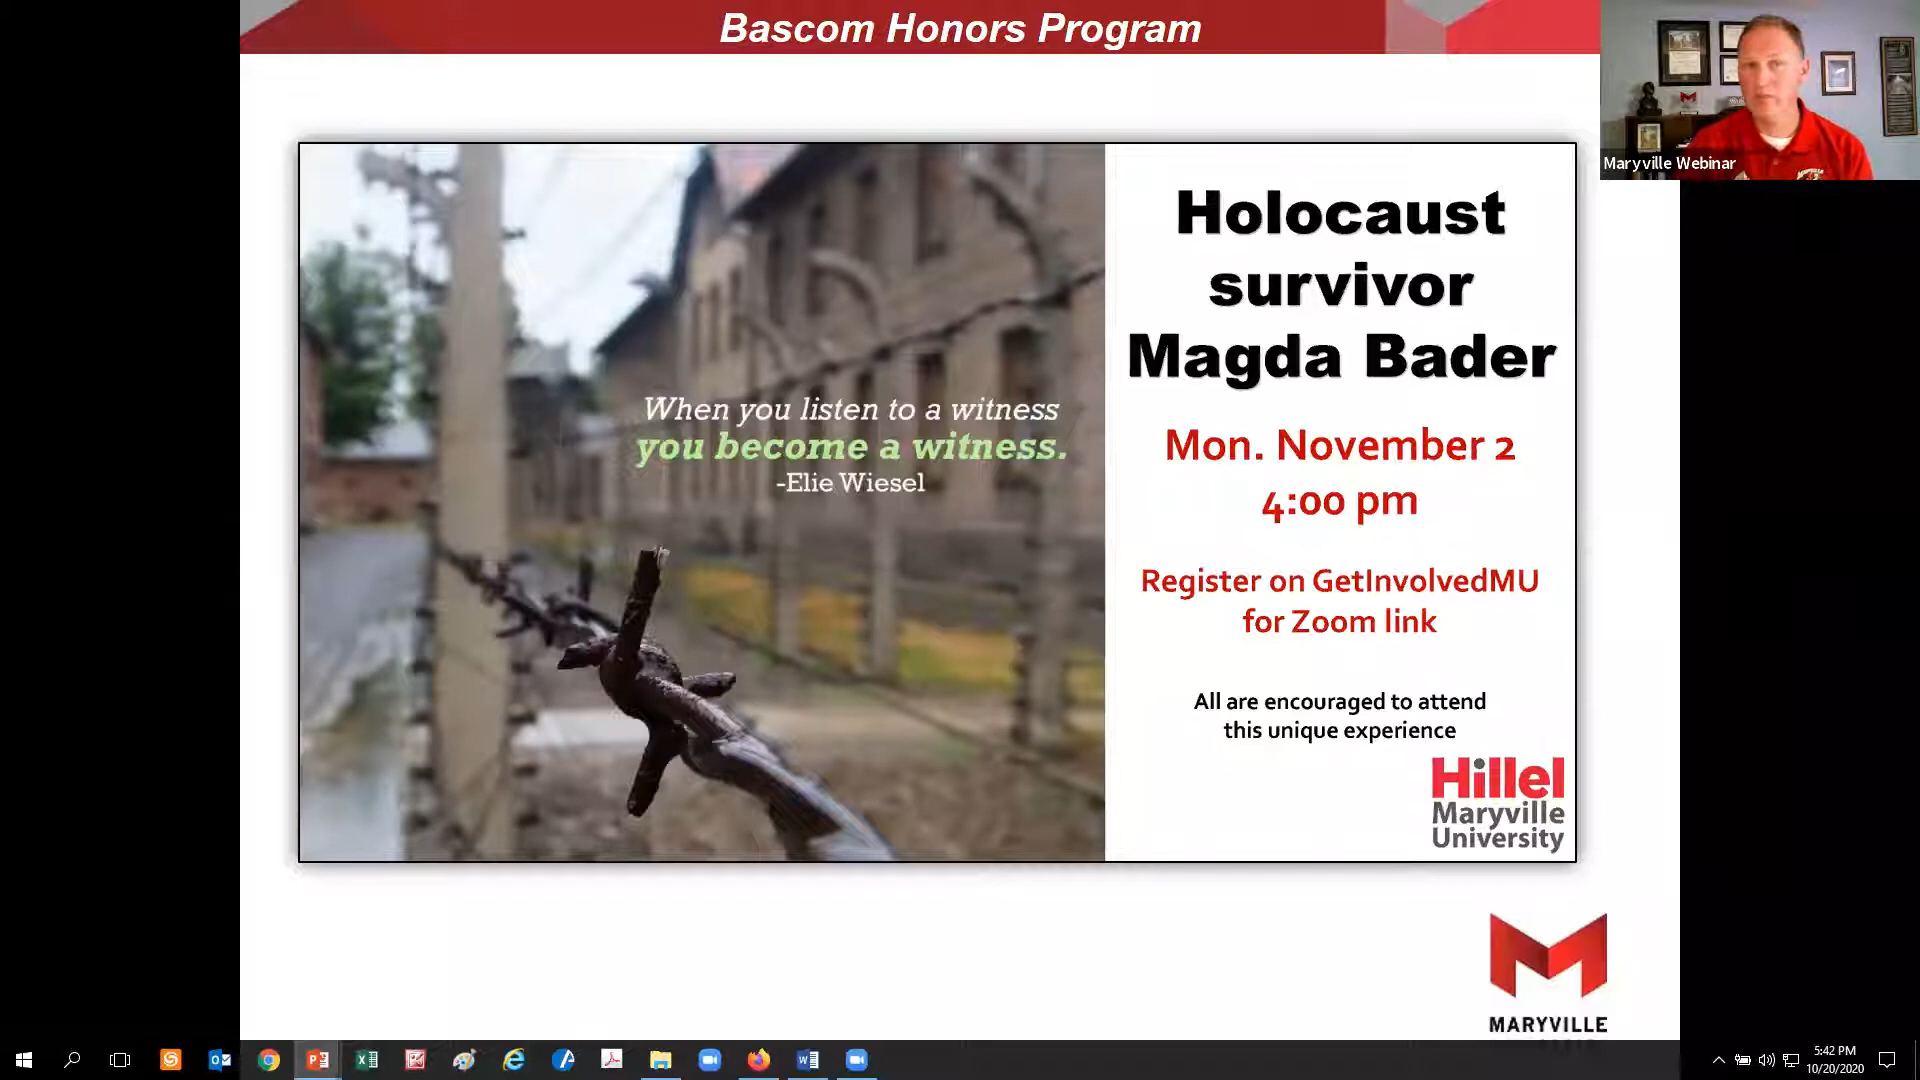 Bascom Honors Program
Maryville Webinar
When you listen to a witness
you become a witness.
-Elie Wiesel
Holocaust
survivor
Magda Bader
Mon. November 2
4:00 pm
Register on GetInvolvedMU
for Zoom link
All are encouraged to attend
this unique experience
Hillel
Maryville
University
MARYVILLE
5:42 PM
10/20/2020